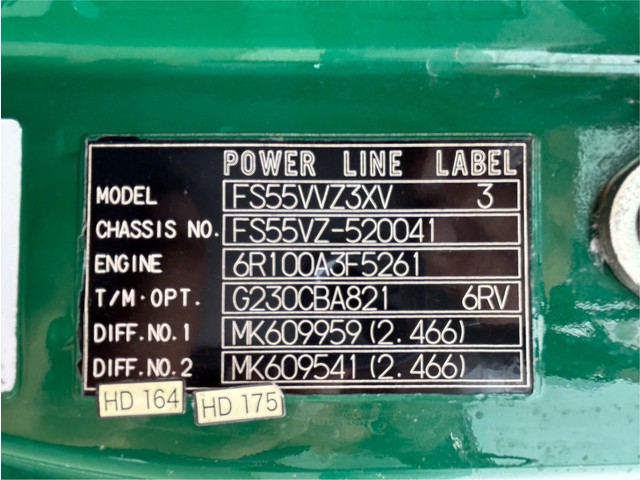 POWER LINE LABEL
MODEL FS55VVZ3XV 3
CHASSIS NO. FS55VZ-520041
ENGINE 6R100A3F5261
T/M·OPT. G230CBA821 6RV
DIFF.NO.1 MK609959(2.466)
DIFF.NO.2 MK609541(2.466)
HD 164 HD 175